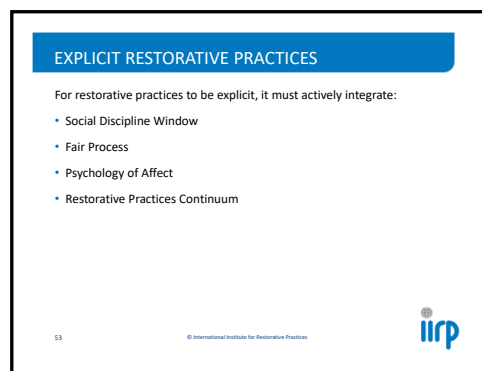 EXPLICIT RESTORATIVE PRACTICES
For restorative practices to be explicit, it must actively integrate:
• Social Discipline Window
• Fair Process
• Psychology of Affect
• Restorative Practices Continuum
53
© International Institute for Restorative Practices
iirp